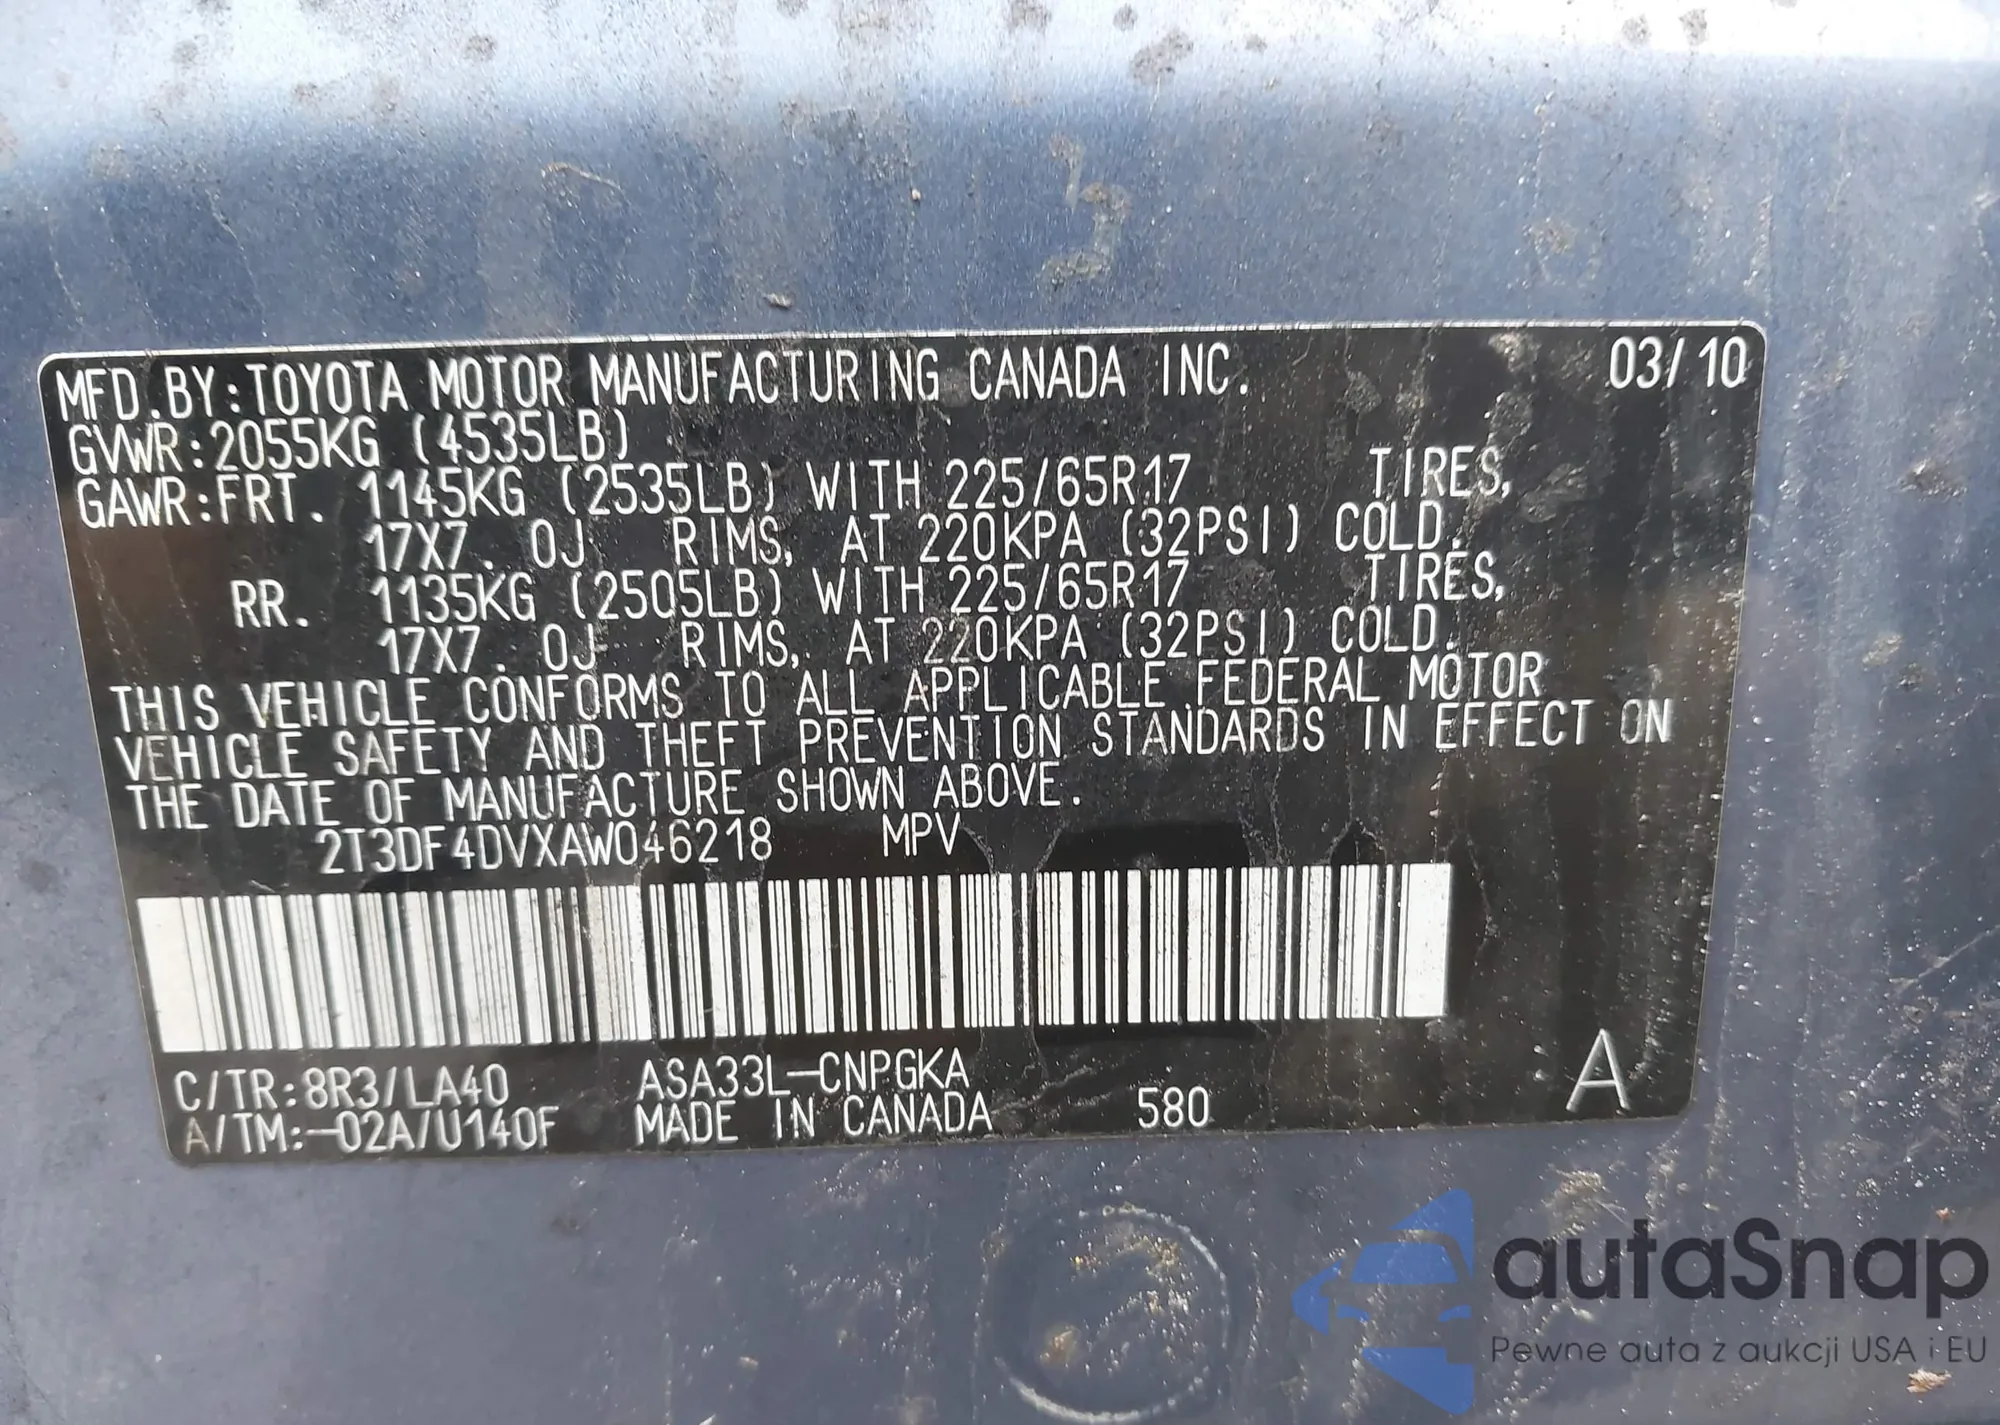 MFD.BY:TOYOTA MOTOR MANUFACTURING CANADA INC. 03/10
GVWR:2055KG (4535LB)
GAWR:FRT. 1145KG (2535LB) WITH 225/65R17 TIRES,
17X7.0J RIMS, AT 220KPA (32PSI) COLD.
RR. 1135KG (2505LB) WITH 225/65R17 TIRES,
17X7.0J RIMS, AT 220KPA (32PSI) COLD.
THIS VEHICLE CONFORMS TO ALL APPLICABLE FEDERAL MOTOR
VEHICLE SAFETY AND THEFT PREVENTION STANDARDS IN EFFECT ON
THE DATE OF MANUFACTURE SHOWN ABOVE.
2T3DF4DVXAW046218 MPV
C/TR:8R3/LA40 ASA33L-CNPGKA
A/TM:-02A/U140F MADE IN CANADA 580 A
autaSnap
Pewne auta z aukcji USA i EU